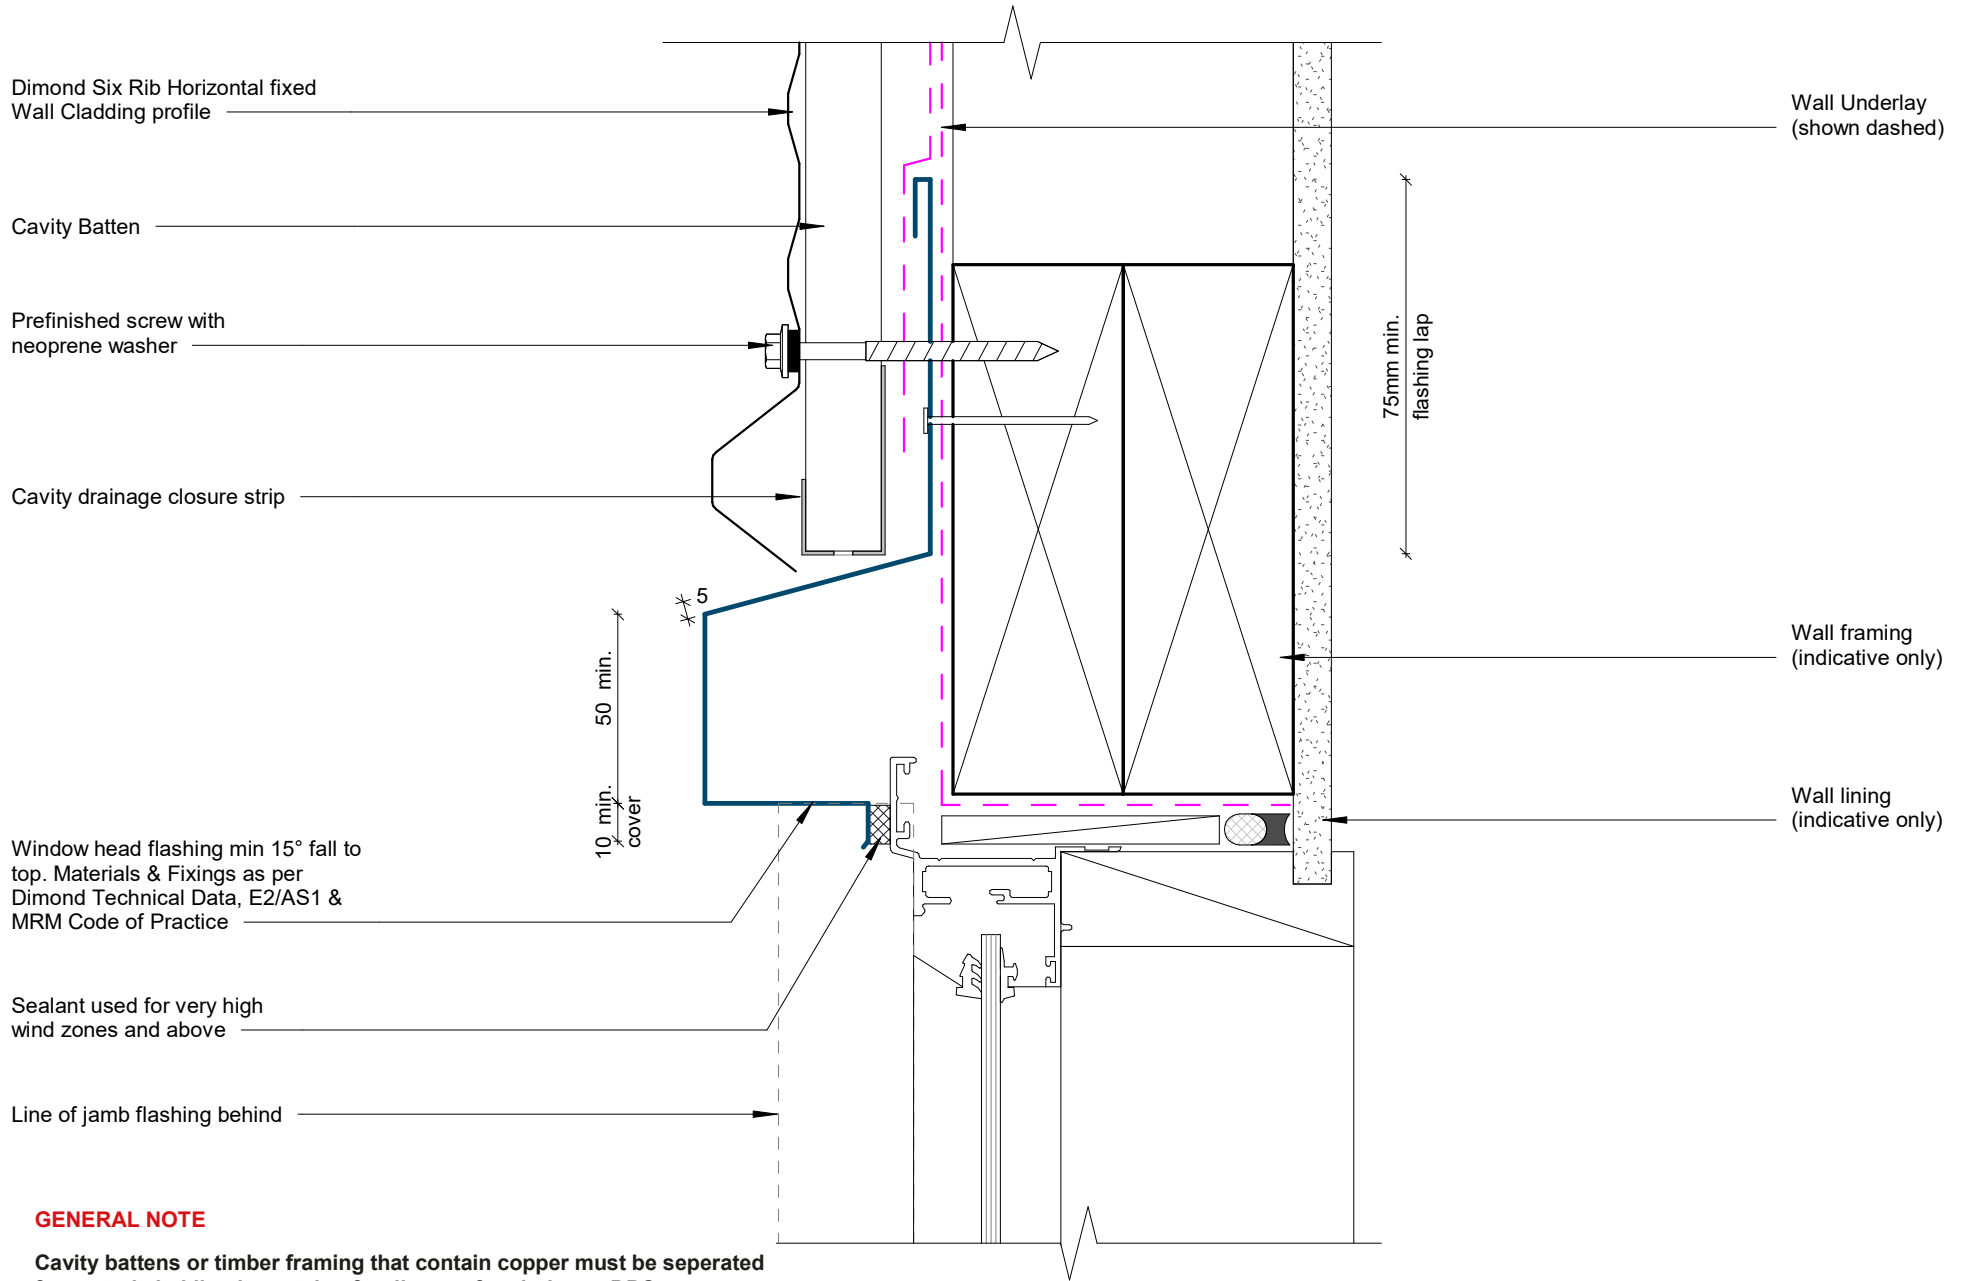 Dimond Six Rib Horizontal fixed
Wall Cladding profile
Wall Underlay
(shown dashed)
Cavity Batten
Prefinished screw with
neoprene washer
75mm min.
flashing lap
Cavity drainage closure strip
5
50 min.
Wall framing
(indicative only)
10 min.
cover
Wall lining
(indicative only)
Window head flashing min 15° fall to
top. Materials & Fixings as per
Dimond Technical Data, E2/AS1 &
MRM Code of Practice
Sealant used for very high
wind zones and above
Line of jamb flashing behind
GENERAL NOTE
Cavity battens or timber framing that contain copper must be seperated